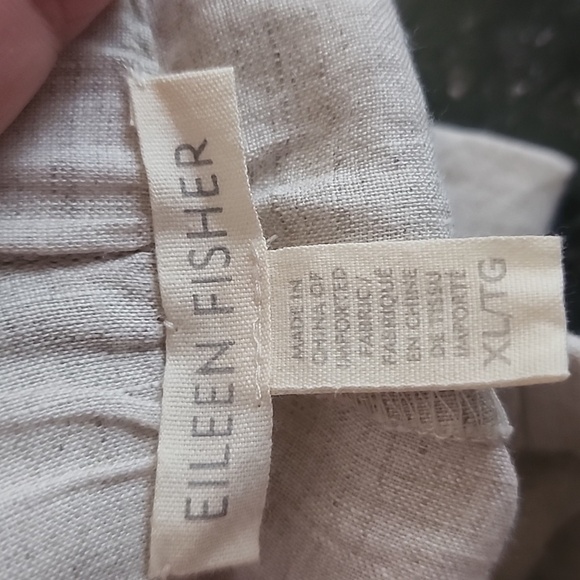 EILEEN FISHER
MADE IN
CHINA OF
IMPORTED
FABRIC/
FABRIQUÉ
EN CHINE
DE TISSU
IMPORTÉ
XL/TG